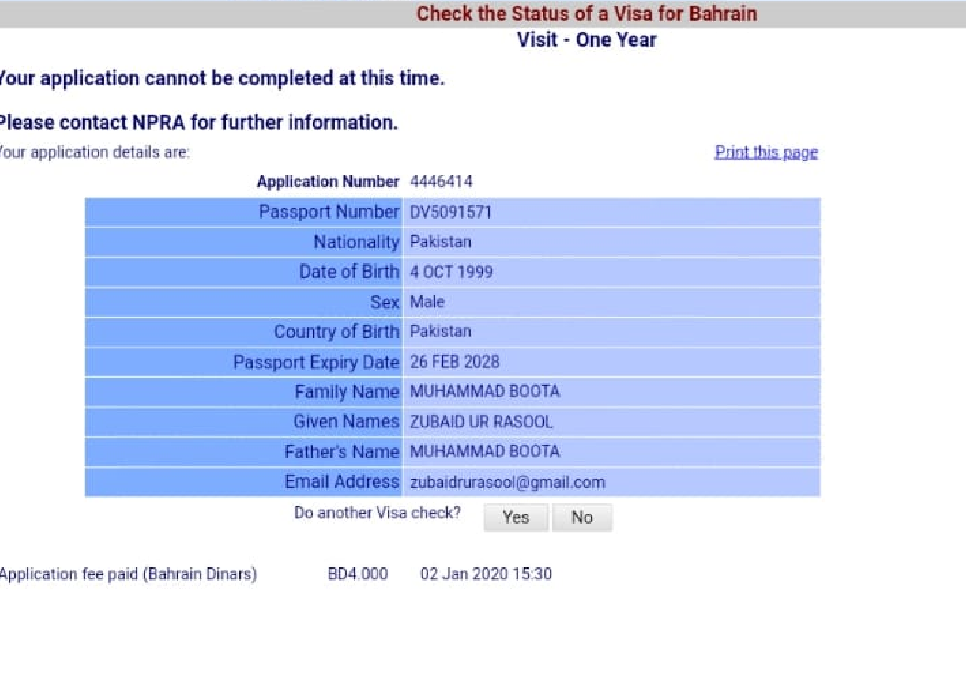 Check the Status of a Visa for Bahrain
Visit - One Year
Your application cannot be completed at this time.
Please contact NPRA for further information.
Your application details are:
Print this page
Application Number 4446414
Passport Number DV5091571
Nationality Pakistan
Date of Birth 4 OCT 1999
Sex Male
Country of Birth Pakistan
Passport Expiry Date 26 FEB 2028
Family Name MUHAMMAD BOOTA
Given Names ZUBAID UR RASOOL
Father's Name MUHAMMAD BOOTA
Email Address zubaidrurasool@gmail.com
Do another Visa check? Yes No
Application fee paid (Bahrain Dinars) BD4.000 02 Jan 2020 15:30